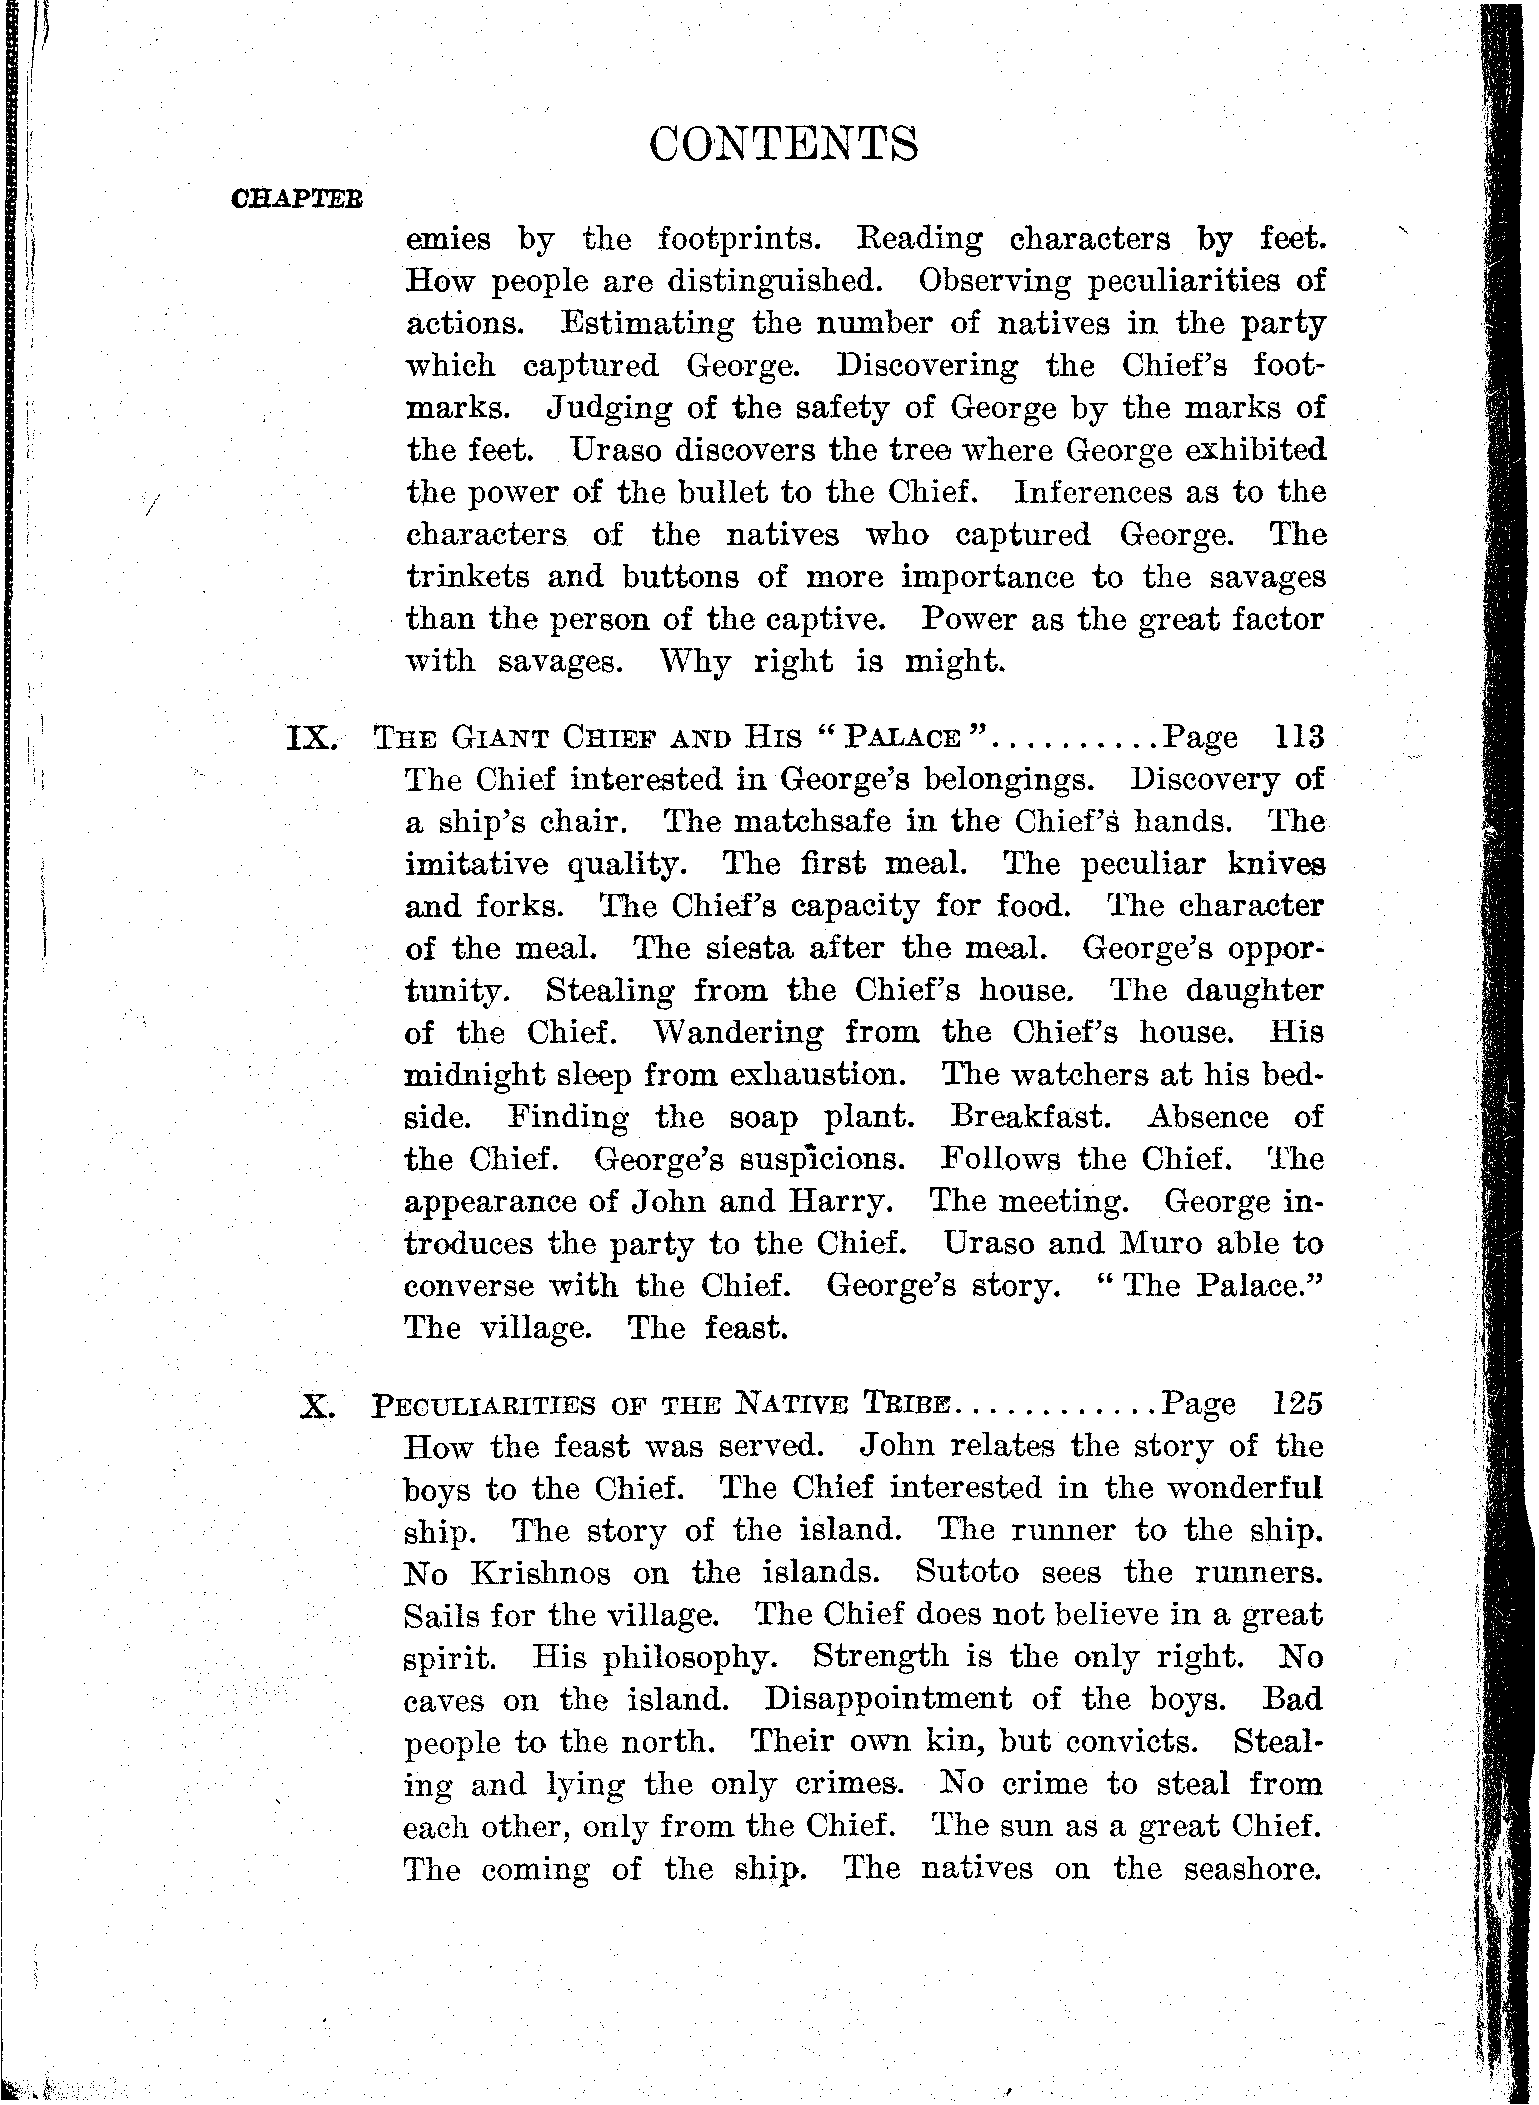 CONTENTS
CHAPTER
emies by the footprints. Reading characters by feet.
How people are distinguished. Observing peculiarities of
actions. Estimating the number of natives in the party
which captured George. Discovering the Chief's foot-
marks. Judging of the safety of George by the marks of
the feet. Uraso discovers the tree where George exhibited
the power of the bullet to the Chief. Inferences as to the
characters of the natives who captured George. The
trinkets and buttons of more importance to the savages
than the person of the captive. Power as the great factor
with savages. Why right is might.
IX. THE GIANT CHIEF AND HIS "PALACE"..........Page 113
The Chief interested in George's belongings. Discovery of
a ship's chair. The matchsafe in the Chief's hands. The
imitative quality. The first meal. The peculiar knives
and forks. The Chief's capacity for food. The character
of the meal. The siesta after the meal. George's oppor-
tunity. Stealing from the Chief's house. The daughter
of the Chief. Wandering from the Chief's house. His
midnight sleep from exhaustion. The watchers at his bed-
side. Finding the soap plant. Breakfast. Absence of
the Chief. George's suspicions. Follows the Chief. The
appearance of John and Harry. The meeting. George in-
troduces the party to the Chief. Uraso and Muro able to
converse with the Chief. George's story. "The Palace."
The village. The feast.
X. PECULIARITIES OF THE NATIVE TRIBE............Page 125
How the feast was served. John relates the story of the
boys to the Chief. The Chief interested in the wonderful
ship. The story of the island. The runner to the ship.
No Krishnos on the islands. Sutoto sees the runners.
Sails for the village. The Chief does not believe in a great
spirit. His philosophy. Strength is the only right. No
caves on the island. Disappointment of the boys. Bad
people to the north. Their own kin, but convicts. Steal-
ing and lying the only crimes. No crime to steal from
each other, only from the Chief. The sun as a great Chief.
The coming of the ship. The natives on the seashore.